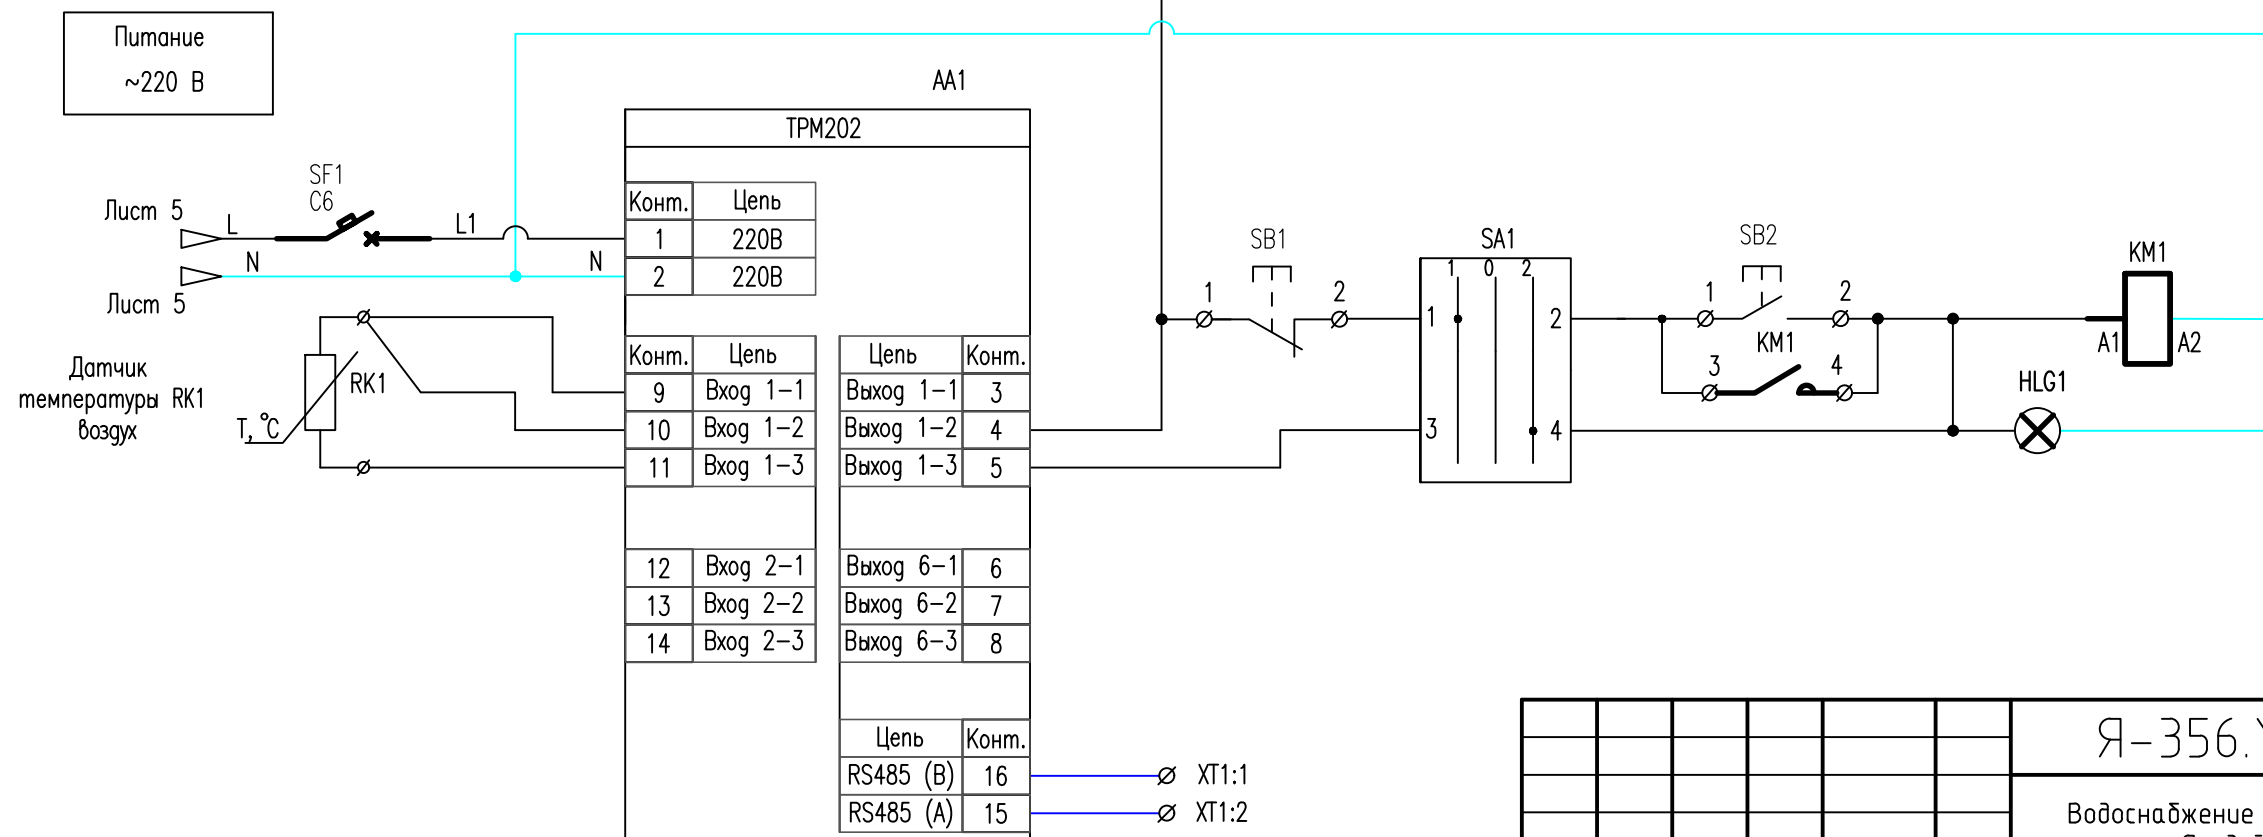 Питание
~220 В
AA1
ТРМ202
SF1
C6
Лист 5
L
L1
N
N
Лист 5
Конт. Цепь
1 220В
2 220В
Датчик
температуры RK1
воздух
T, °C
RK1
Конт. Цепь
9 Вход 1-1
10 Вход 1-2
11 Вход 1-3
12 Вход 2-1
13 Вход 2-2
14 Вход 2-3
Цепь Конт.
Выход 1-1 3
Выход 1-2 4
Выход 1-3 5
Выход 6-1 6
Выход 6-2 7
Выход 6-3 8
Цепь Конт.
RS485 (B) 16
RS485 (A) 15
XT1:1
XT1:2
SB1
1 2
SA1
1 0 2
1 2
3 4
SB2
1 2
KM1
3 4
KM1
A1 A2
HLG1
Я-356.
Водоснабжение